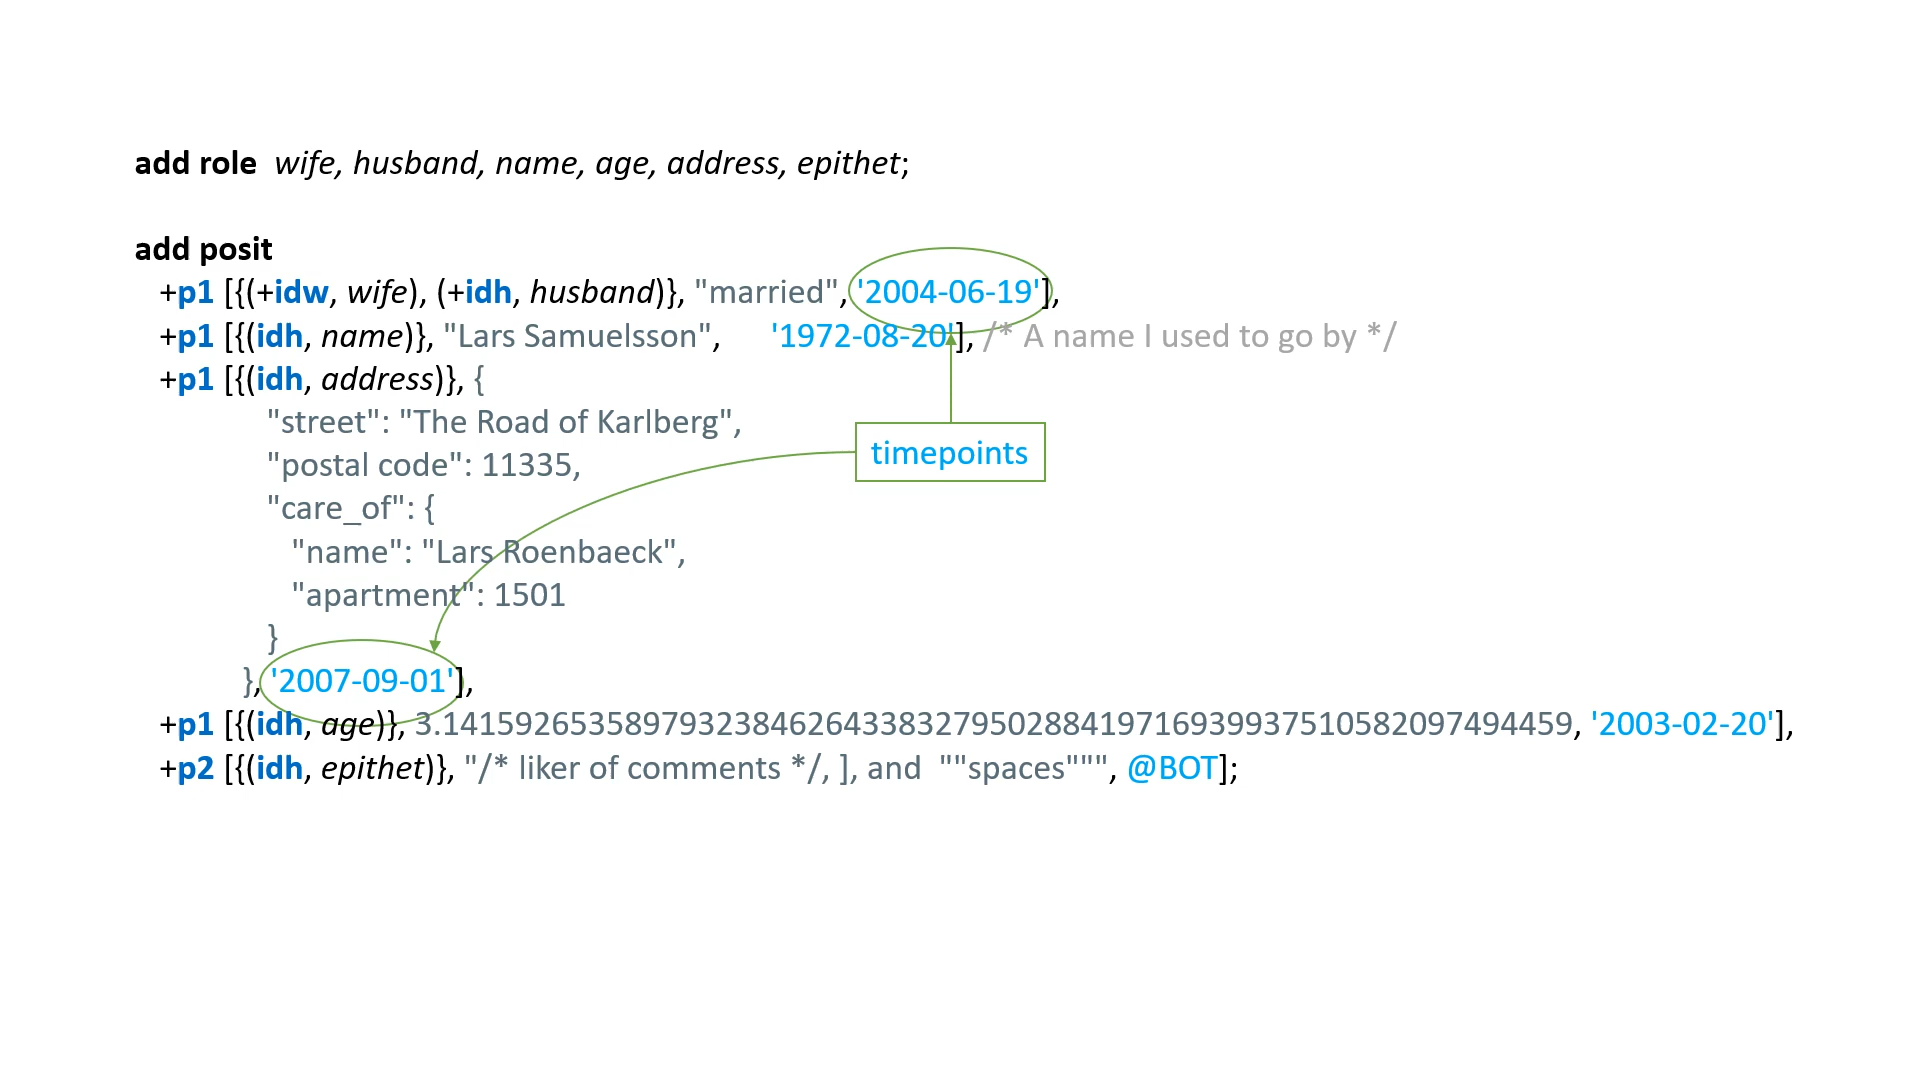 add role wife, husband, name, age, address, epithet;
add posit
+p1 [{(+idw, wife), (+idh, husband)}, "married", '2004-06-19'],
+p1 [{(idh, name)}, "Lars Samuelsson", '1972-08-20'], /* A name I used to go by */
+p1 [{(idh, address)}, {
"street": "The Road of Karlberg",
timepoints
"postal code": 11335,
"care_of": {
"name": "Lars Roenbaeck",
"apartment": 1501
}
}, '2007-09-01'],
+p1 [{(idh, age)}, 3.14159265358979323846264338327950288419716939937510582097494459, '2003-02-20'],
+p2 [{(idh, epithet)}, "/* liker of comments */, ], and ""spaces""", @BOT];